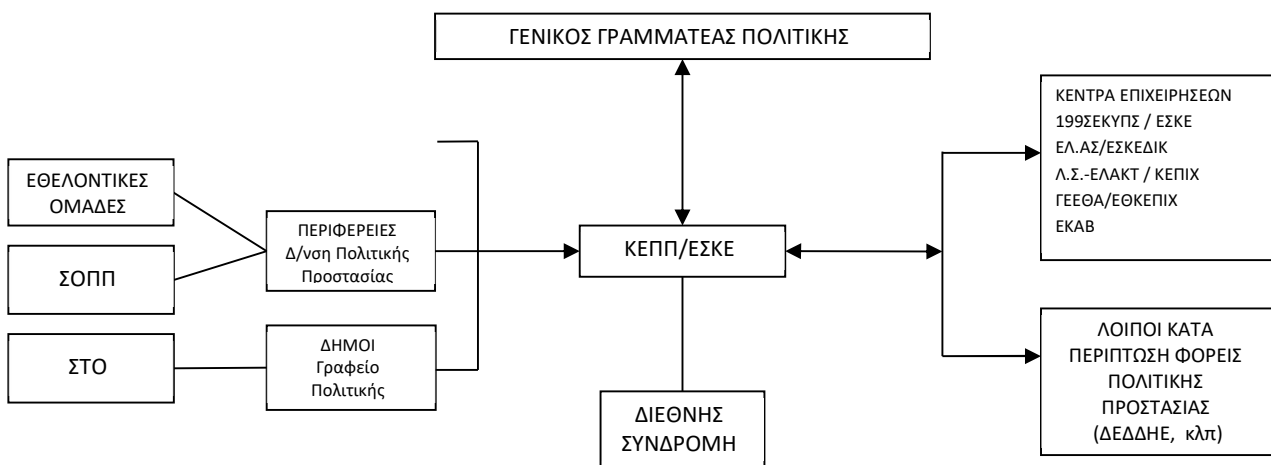 ΓΕΝΙΚΟΣ ΓΡΑΜΜΑΤΕΑΣ ΠΟΛΙΤΙΚΗΣ
ΕΘΕΛΟΝΤΙΚΕΣ
ΟΜΑΔΕΣ
ΣΟΠΠ
ΣΤΟ
ΠΕΡΙΦΕΡΕΙΕΣ
Δ/νση Πολιτικής
Προστασίας
ΔΗΜΟΙ
Γραφείο
Πολιτικής
ΚΕΠΠ/ΕΣΚΕ
ΔΙΕΘΝΗΣ
ΣΥΝΔΡΟΜΗ
ΚΕΝΤΡΑ ΕΠΙΧΕΙΡΗΣΕΩΝ
199ΣΕΚΥΠΣ / ΕΣΚΕ
ΕΛ.ΑΣ/ΕΣΚΕΔΙΚ
Λ.Σ.-ΕΛΑΚΤ / ΚΕΠΙΧ
ΓΕΕΘΑ/ΕΘΚΕΠΙΧ
ΕΚΑΒ
ΛΟΙΠΟΙ ΚΑΤΑ
ΠΕΡΙΠΤΩΣΗ ΦΟΡΕΙΣ
ΠΟΛΙΤΙΚΗΣ
ΠΡΟΣΤΑΣΙΑΣ
(ΔΕΔΔΗΕ, κλπ)